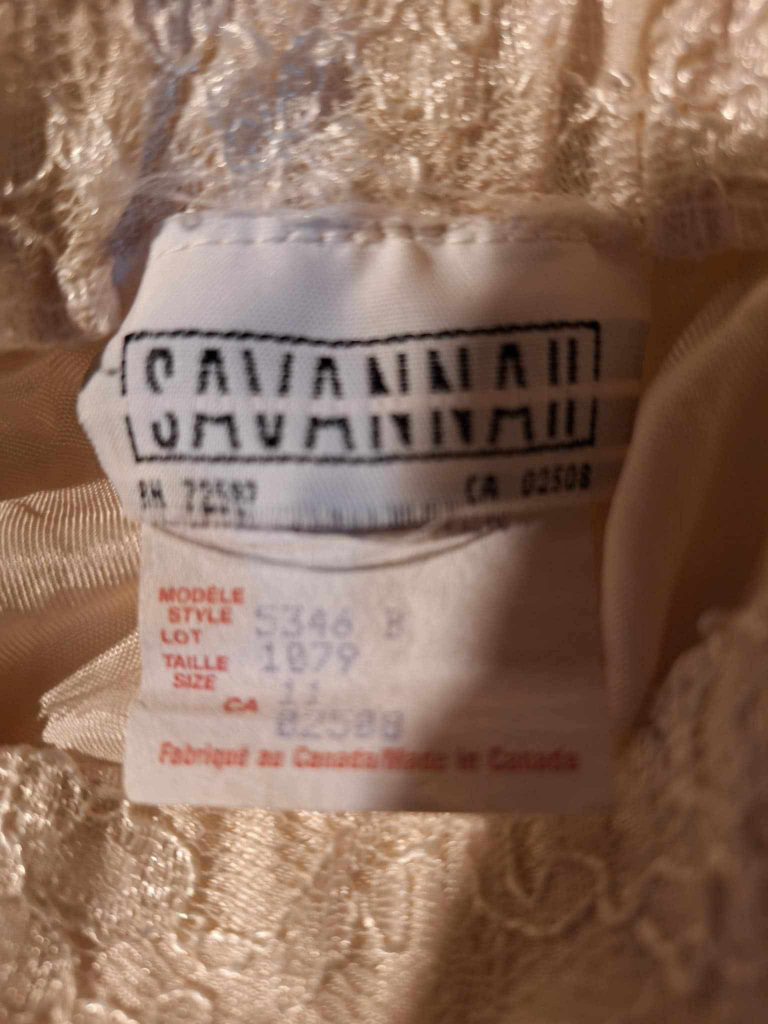 SAVANNAH
RN 72587 CA 02508
MODÈLE
STYLE 5346 B
LOT 1079
TAILLE
SIZE 11
CA 02508
Fabriqué au Canada/Made in Canada